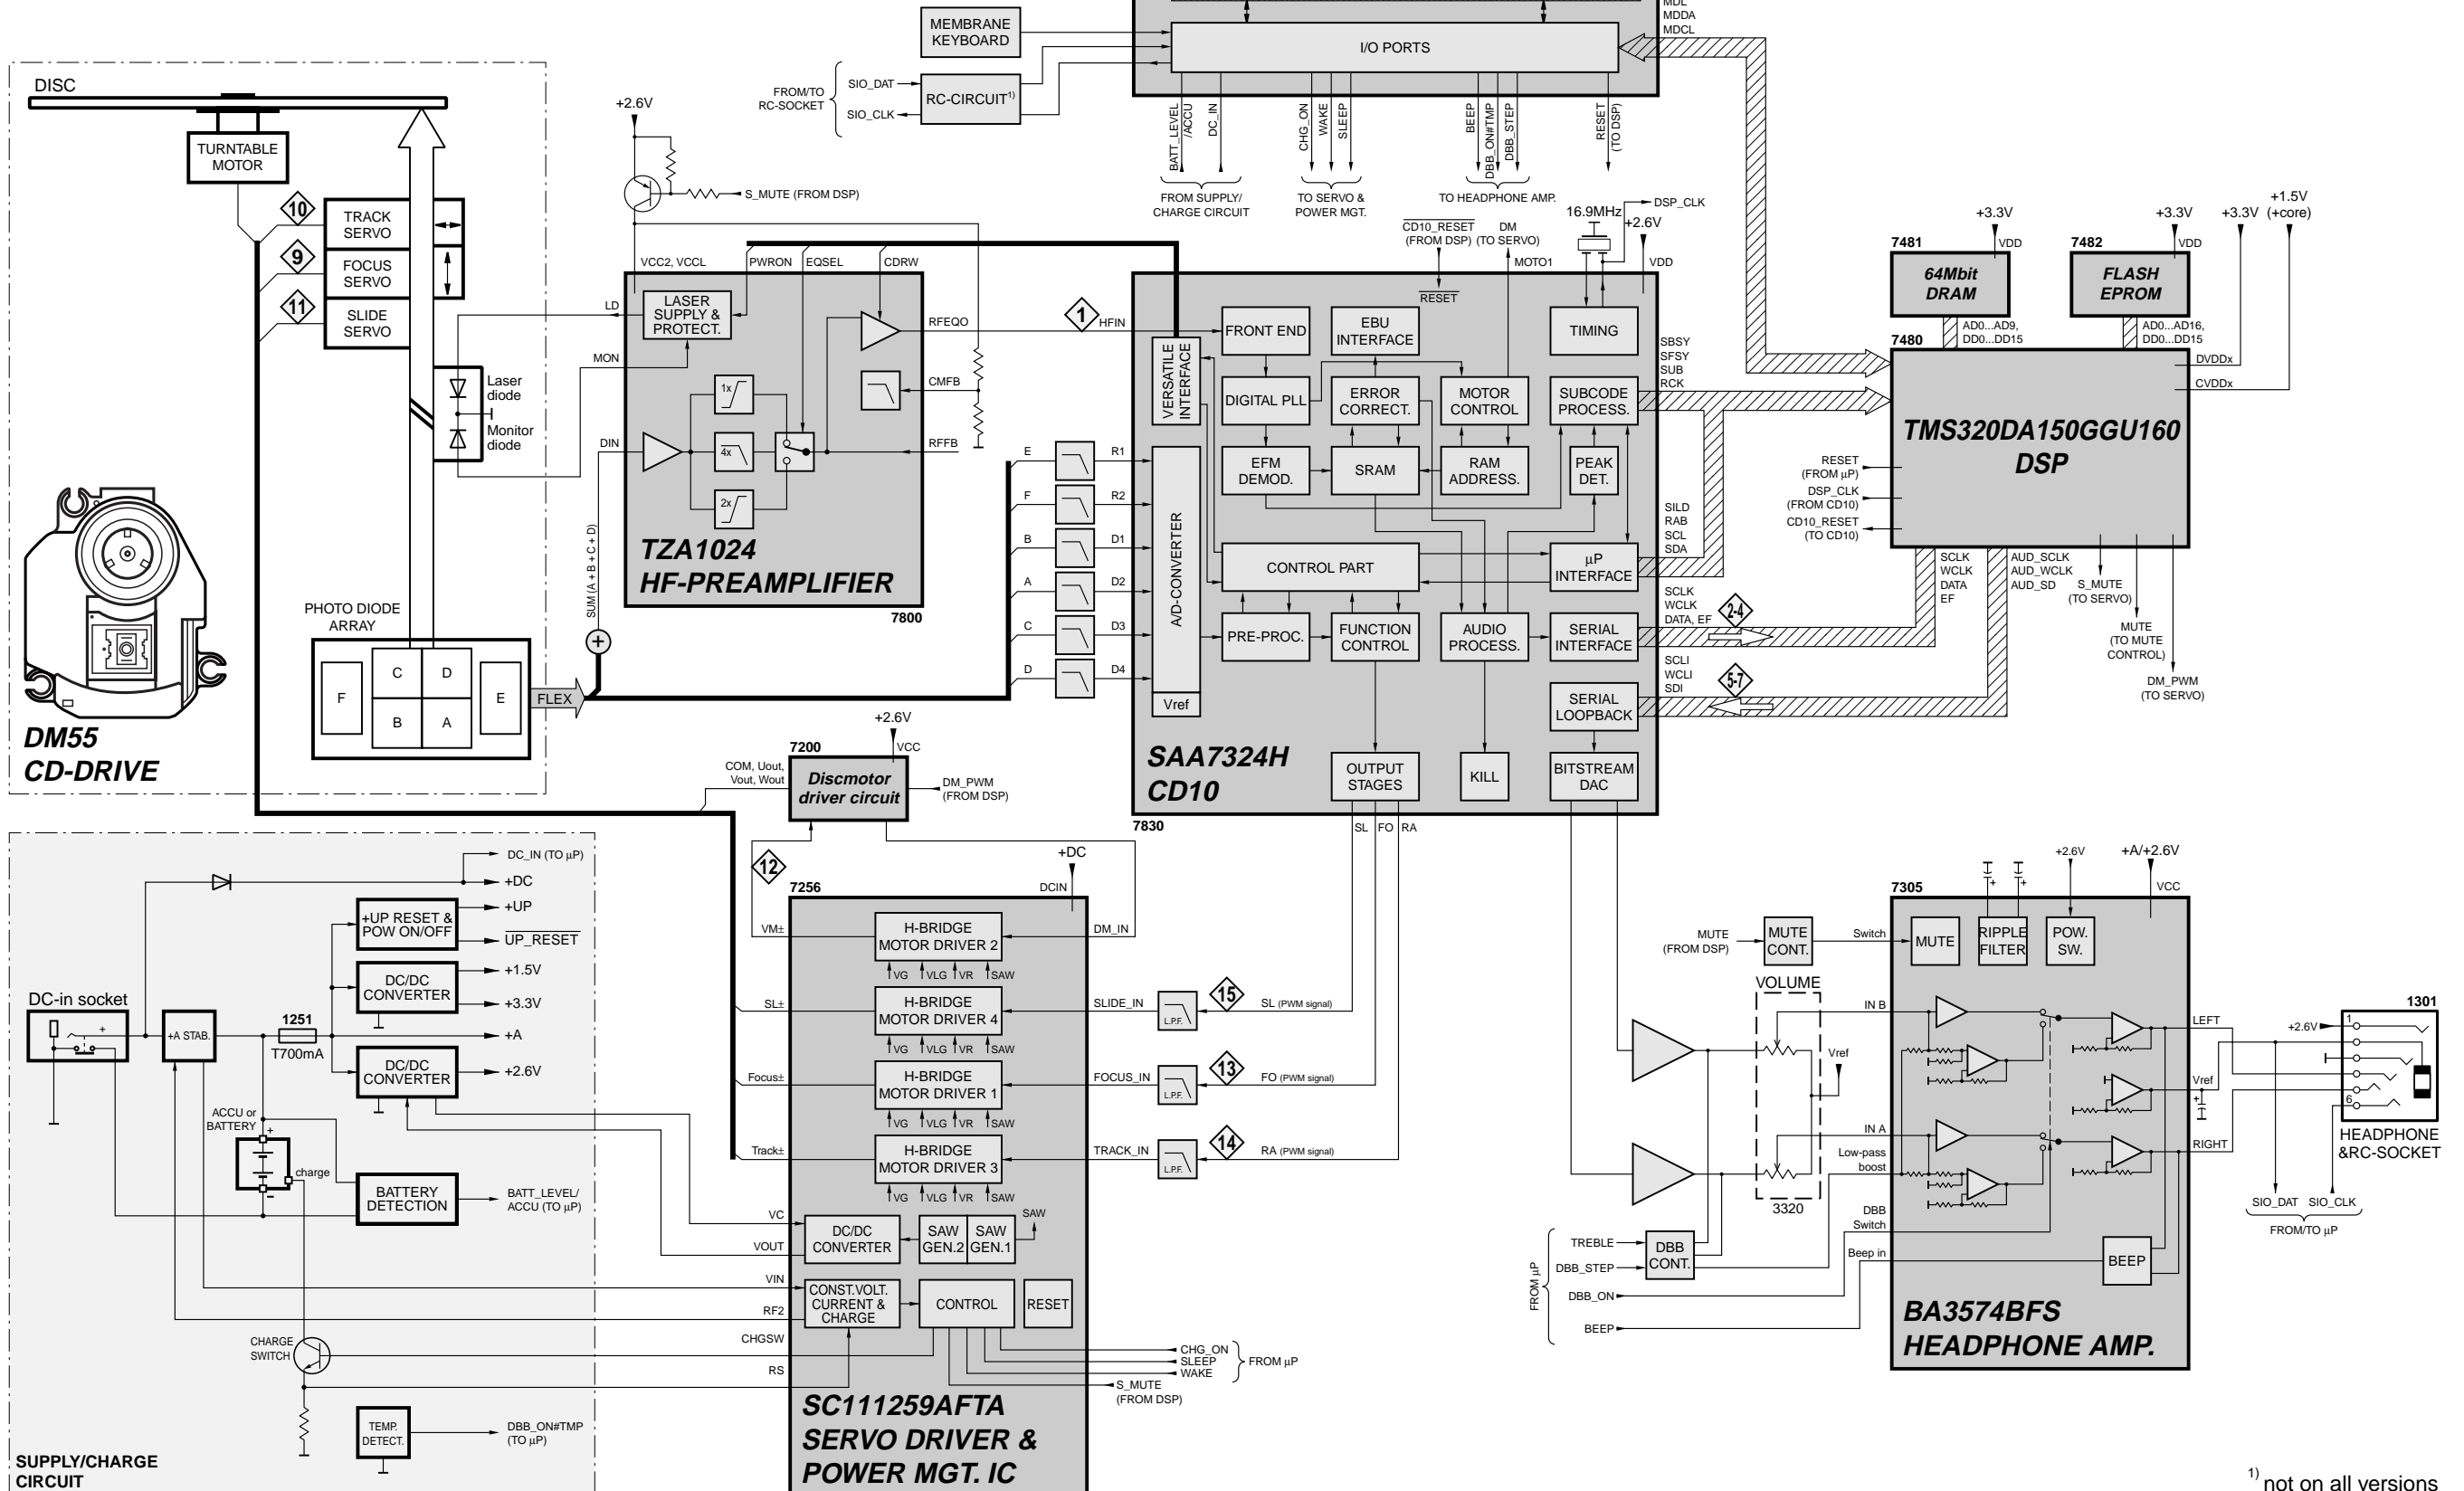 MDL
MDDA
MDCL
MEMBRANE
KEYBOARD
I/O PORTS
FROM/TO
RC-SOCKET
SIO_DAT
SIO_CLK
RC-CIRCUIT1)
BATT_LEVEL
/ACCU
DC_IN
CHG_ON
WAKE
SLEEP
BEEP
DBB_ON#TMP
DBB_STEP
RESET
(TO DSP)
FROM SUPPLY/
CHARGE CIRCUIT
TO SERVO &
POWER MGT.
TO HEADPHONE AMP.
DISC
TURNTABLE
MOTOR
10
TRACK
SERVO
9
FOCUS
SERVO
11
SLIDE
SERVO
Laser
diode
Monitor
diode
PHOTO DIODE
ARRAY
F
C
D
B
A
E
FLEX
DM55
CD-DRIVE
+2.6V
S_MUTE (FROM DSP)
VCC2, VCCL
PWRON
EQSEL
CDRW
LD
LASER
SUPPLY &
PROTECT.
MON
1x
4x
2x
DIN
RFEQO
CMFB
RFFB
SUM (A + B + C + D)
+
TZA1024
HF-PREAMPLIFIER
7800
E
R1
F
R2
B
D1
A
D2
C
D3
D
D4
1
HFIN
CD10_RESET
(FROM DSP)
DM
(TO SERVO)
RESET
MOTO1
16.9MHz
DSP_CLK
+2.6V
VDD
VERSATILE
INTERFACE
FRONT END
EBU
INTERFACE
TIMING
DIGITAL PLL
ERROR
CORRECT.
MOTOR
CONTROL
SUBCODE
PROCESS.
EFM
DEMOD.
SRAM
RAM
ADDRESS.
PEAK
DET.
A/D-CONVERTER
CONTROL PART
µP
INTERFACE
PRE-PROC.
FUNCTION
CONTROL
AUDIO
PROCESS.
SERIAL
INTERFACE
Vref
SERIAL
LOOPBACK
OUTPUT
STAGES
KILL
BITSTREAM
DAC
SAA7324H
CD10
7830
SL
FO
RA
SBSY
SFSY
SUB
RCK
SILD
RAB
SCL
SDA
SCLK
WCLK
DATA, EF
2-4
SCLI
WCLI
SDI
5-7
7481
+3.3V
VDD
64Mbit
DRAM
AD0...AD9,
DD0...DD15
7482
+3.3V
VDD
FLASH
EPROM
AD0...AD16,
DD0...DD15
+3.3V
+1.5V
(+core)
7480
DVDDx
CVDDx
TMS320DA150GGU160
DSP
RESET
(FROM µP)
DSP_CLK
(FROM CD10)
CD10_RESET
(TO CD10)
SCLK
WCLK
DATA
EF
AUD_SCLK
AUD_WCLK
AUD_SD
S_MUTE
(TO SERVO)
MUTE
(TO MUTE
CONTROL)
DM_PWM
(TO SERVO)
7200
+2.6V
VCC
COM, Uout,
Vout, Wout
Discmotor
driver circuit
DM_PWM
(FROM DSP)
12
+DC
DCIN
7256
VM±
H-BRIDGE
MOTOR DRIVER 2
DM_IN
VG
VLG
VR
SAW
SL±
H-BRIDGE
MOTOR DRIVER 4
SLIDE_IN
L.P.F.
15
SL (PWM signal)
VG
VLG
VR
SAW
Focus±
H-BRIDGE
MOTOR DRIVER 1
FOCUS_IN
L.P.F.
13
FO (PWM signal)
VG
VLG
VR
SAW
Track±
H-BRIDGE
MOTOR DRIVER 3
TRACK_IN
L.P.F.
14
RA (PWM signal)
VG
VLG
VR
SAW
VC
VOUT
DC/DC
CONVERTER
SAW
GEN.2
SAW
GEN.1
SAW
VIN
RF2
CONST.VOLT.
CURRENT &
CHARGE
CONTROL
RESET
CHGSW
RS
CHG_ON
SLEEP
WAKE
FROM µP
S_MUTE
(FROM DSP)
SC111259AFTA
SERVO DRIVER &
POWER MGT. IC
DC_IN (TO µP)
+DC
+UP RESET &
POW ON/OFF
+UP
UP_RESET
DC/DC
CONVERTER
+1.5V
+3.3V
DC-in socket
+
+A STAB.
1251
T700mA
+A
DC/DC
CONVERTER
+2.6V
ACCU or
BATTERY
+
charge
-
BATTERY
DETECTION
BATT_LEVEL/
ACCU (TO µP)
CHARGE
SWITCH
TEMP.
DETECT.
DBB_ON#TMP
(TO µP)
SUPPLY/CHARGE
CIRCUIT
+2.6V
+A/+2.6V
VCC
7305
+
+
MUTE
(FROM DSP)
MUTE
CONT.
Switch
MUTE
RIPPLE
FILTER
POW.
SW.
VOLUME
IN B
Vref
IN A
Low-pass
boost
3320
DBB
Switch
Beep in
TREBLE
DBB_STEP
DBB
CONT.
FROM µP
DBB_ON
BEEP
BEEP
LEFT
Vref
+
RIGHT
BA3574BFS
HEADPHONE AMP.
1301
1
+2.6V
6
HEADPHONE
&RC-SOCKET
SIO_DAT
SIO_CLK
FROM/TO µP
1) not on all versions